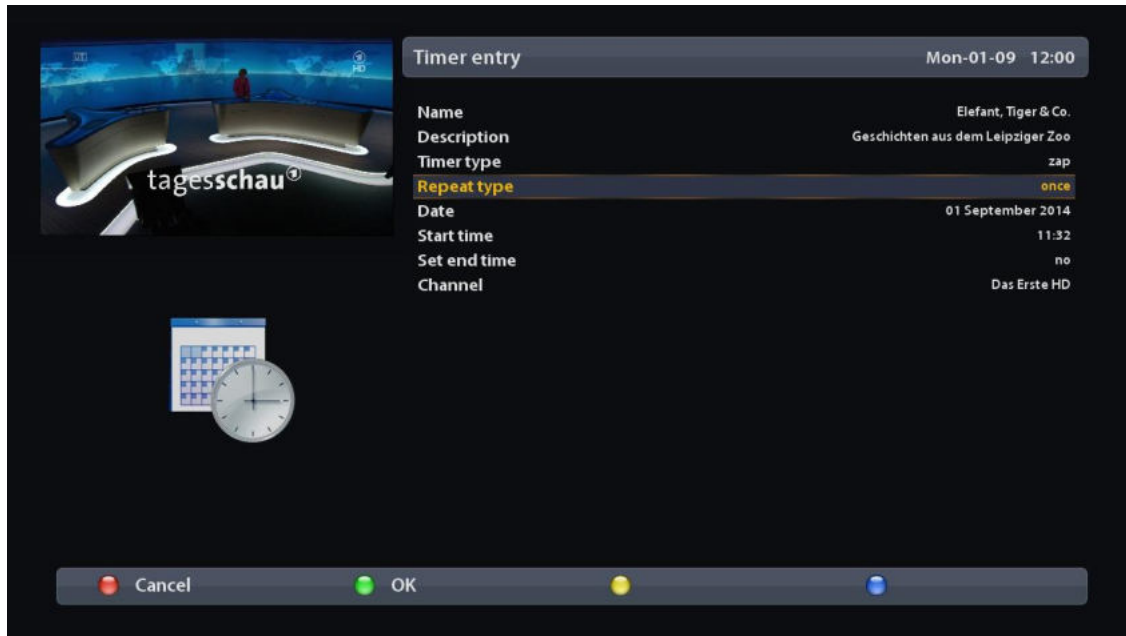 HD
tagesschau
Timer entry Mon-01-09 12:00
Name Elefant, Tiger & Co.
Description Geschichten aus dem Leipziger Zoo
Timer type zap
Repeat type once
Date 01 September 2014
Start time 11:32
Set end time no
Channel Das Erste HD
Cancel OK